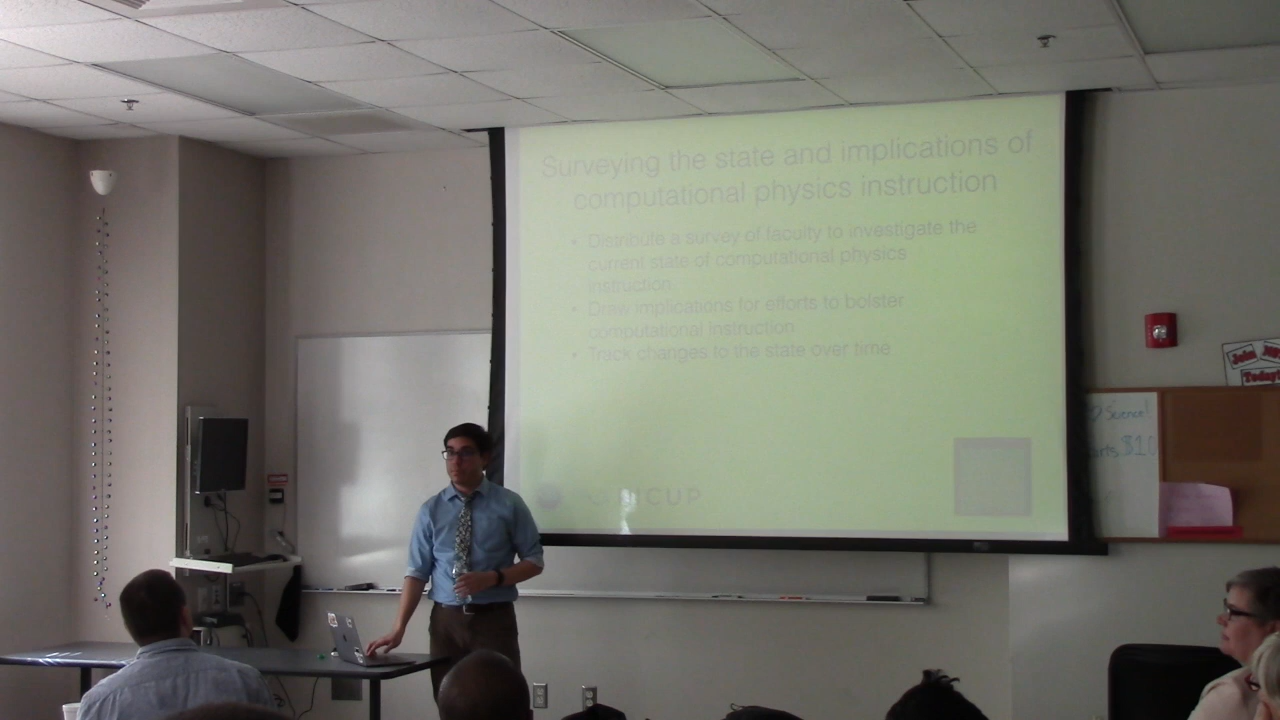 Surveying the state and implications of
computational physics instruction
• Distribute a survey of faculty to investigate the
current state of computational physics
instruction
• Draw implications for efforts to bolster
computational instruction
• Track changes to the state over time
Science!
John
Today!